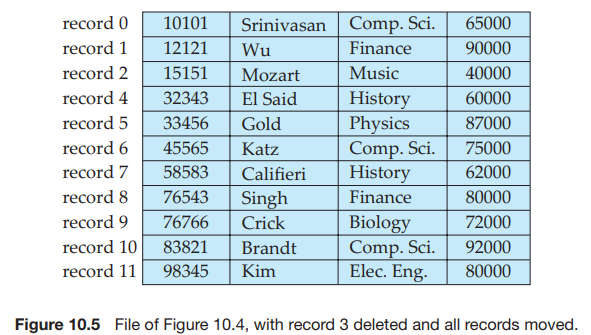 record 0 10101 Srinivasan Comp. Sci. 65000
record 1 12121 Wu Finance 90000
record 2 15151 Mozart Music 40000
record 4 32343 El Said History 60000
record 5 33456 Gold Physics 87000
record 6 45565 Katz Comp. Sci. 75000
record 7 58583 Califieri History 62000
record 8 76543 Singh Finance 80000
record 9 76766 Crick Biology 72000
record 10 83821 Brandt Comp. Sci. 92000
record 11 98345 Kim Elec. Eng. 80000
Figure 10.5 File of Figure 10.4, with record 3 deleted and all records moved.